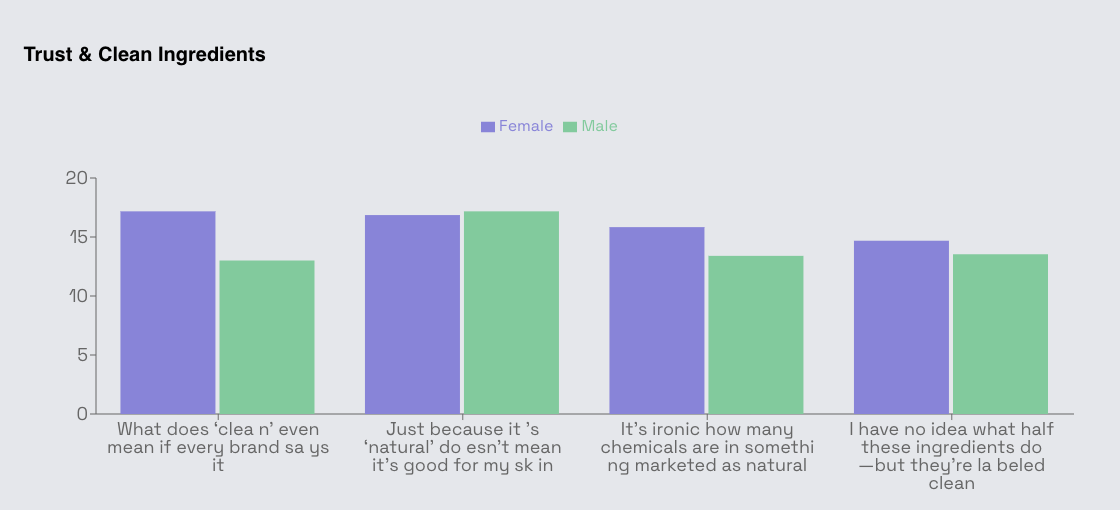 Trust & Clean Ingredients
Female Male
20
15
10
5
0
What does ‘clea n’ even
mean if every brand sa ys
it
Just because it ’s
‘natural’ do esn’t mean
it’s good for my sk in
It’s ironic how many
chemicals are in somethi
ng marketed as natural
I have no idea what half
these ingredients do
—but they’re la beled
clean